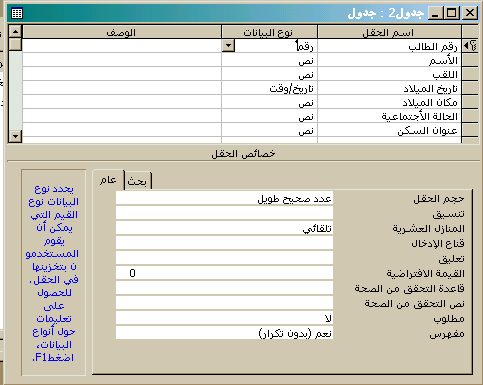 جدول2 : جدول
اسم الحقل نوع البيانات الوصف
رقم الطالب رقم
الأسم نص
اللقب نص
تاريخ الميلاد تاريخ/وقت
مكان الميلاد نص
الحالة الأجتماعية نص
عنوان السكن نص
خصائص الحقل
عام بحث
حجم الحقل عدد صحيح طويل
تنسيق
المنازل العشرية تلقائي
قناع الإدخال
تعليق
القيمة الافتراضية 0
قاعدة التحقق من الصحة
نص التحقق من الصحة
مطلوب لا
مفهرس نعم (بدون تكرار)
يحدد نوع
البيانات نوع
القيم التي
يمكن أن
يقوم
المستخدمو
ن بتخزينها
في الحقل.
للحصول
على
تعليمات
حول أنواع
البيانات،
اضغط F1.